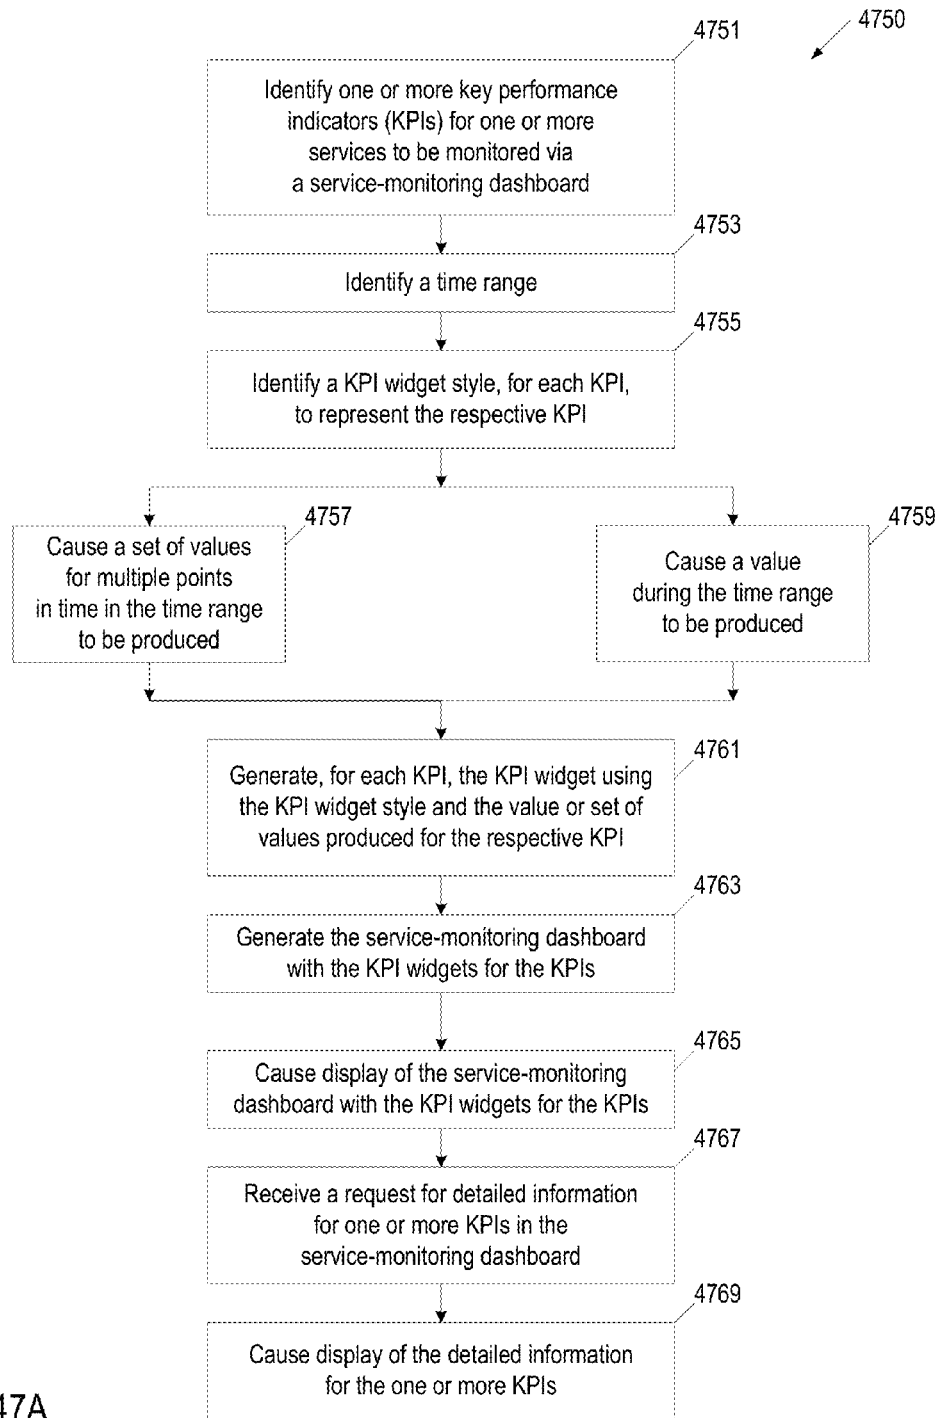 4750
4751
Identify one or more key performance
indicators (KPIs) for one or more
services to be monitored via
a service-monitoring dashboard
4753
Identify a time range
4755
Identify a KPI widget style, for each KPI,
to represent the respective KPI
4757
Cause a set of values
for multiple points
in time in the time range
to be produced
4759
Cause a value
during the time range
to be produced
4761
Generate, for each KPI, the KPI widget using
the KPI widget style and the value or set of
values produced for the respective KPI
4763
Generate the service-monitoring dashboard
with the KPI widgets for the KPIs
4765
Cause display of the service-monitoring
dashboard with the KPI widgets for the KPIs
4767
Receive a request for detailed information
for one or more KPIs in the
service-monitoring dashboard
4769
Cause display of the detailed information
for the one or more KPIs
47A